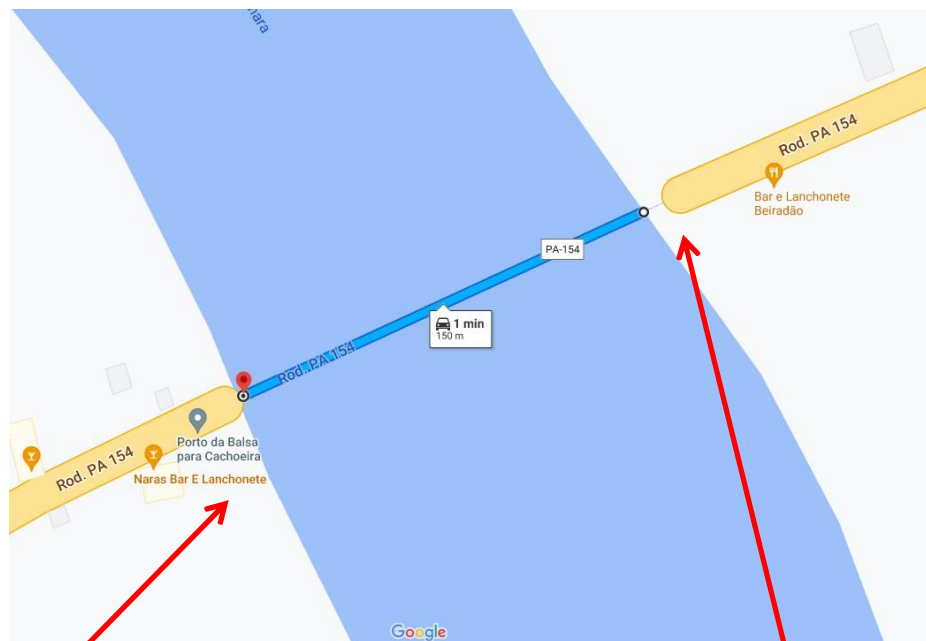 Rod. PA 154
Bar e Lanchonete
Beiradão
PA-154
1 min
150 m
Rod. PA 154
Porto da Balsa
para Cachoeira
Rod. PA 154
Naras Bar E Lanchonete
Google